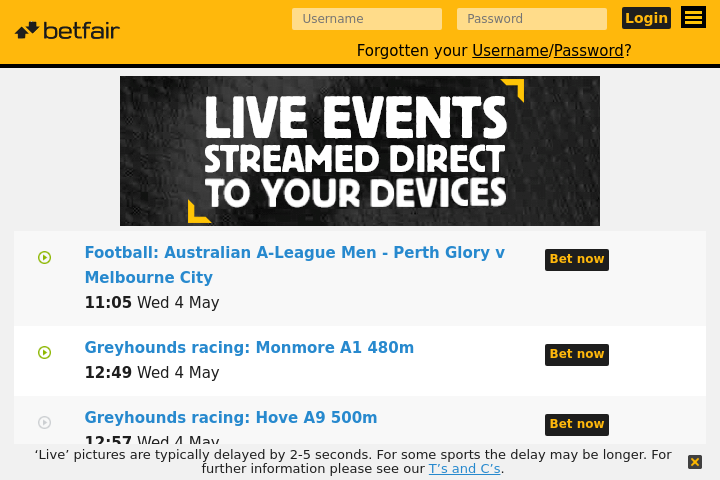 betfair
Username
Password
Login
Forgotten your Username/Password?
LIVE EVENTS
STREAMED DIRECT
TO YOUR DEVICES
Football: Australian A-League Men - Perth Glory v
Melbourne City
Bet now
11:05 Wed 4 May
Greyhounds racing: Monmore A1 480m
Bet now
12:49 Wed 4 May
Greyhounds racing: Hove A9 500m
Bet now
12:57 Wed 4 May
‘Live’ pictures are typically delayed by 2-5 seconds. For some sports the delay may be longer. For
further information please see our T’s and C’s.